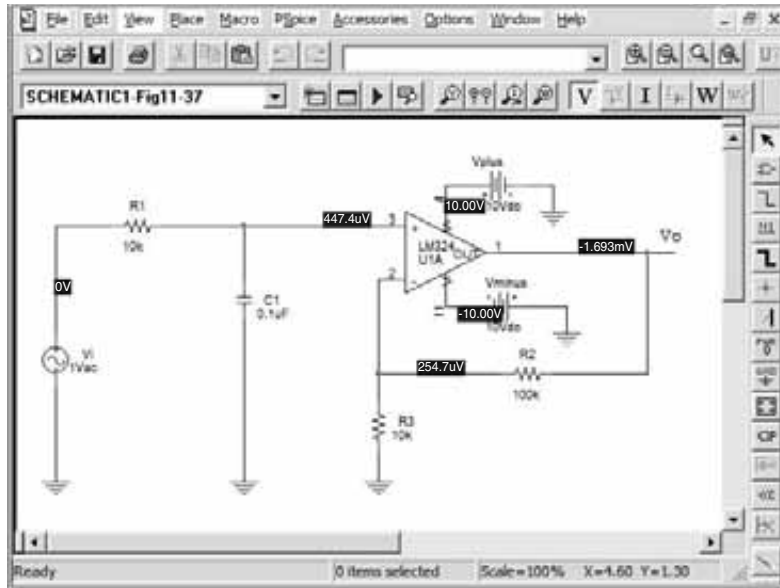 File Edit View Place Macro PSpice Accessories Options Window Help
SCHEMATIC1-Fig11-37
V I W
Vplus
10.00V
10Vdc
R1
10k
447.4uV
3
+
LM324
U1A
OUT
1
-1.693mV
Vo
2
-
0V
C1
0.1uF
Vminus
-10.00V
10Vdc
Vi
1Vac
254.7uV
R2
100k
R3
10k
Ready 0 items selected Scale=100% X=4.60 Y=1.30